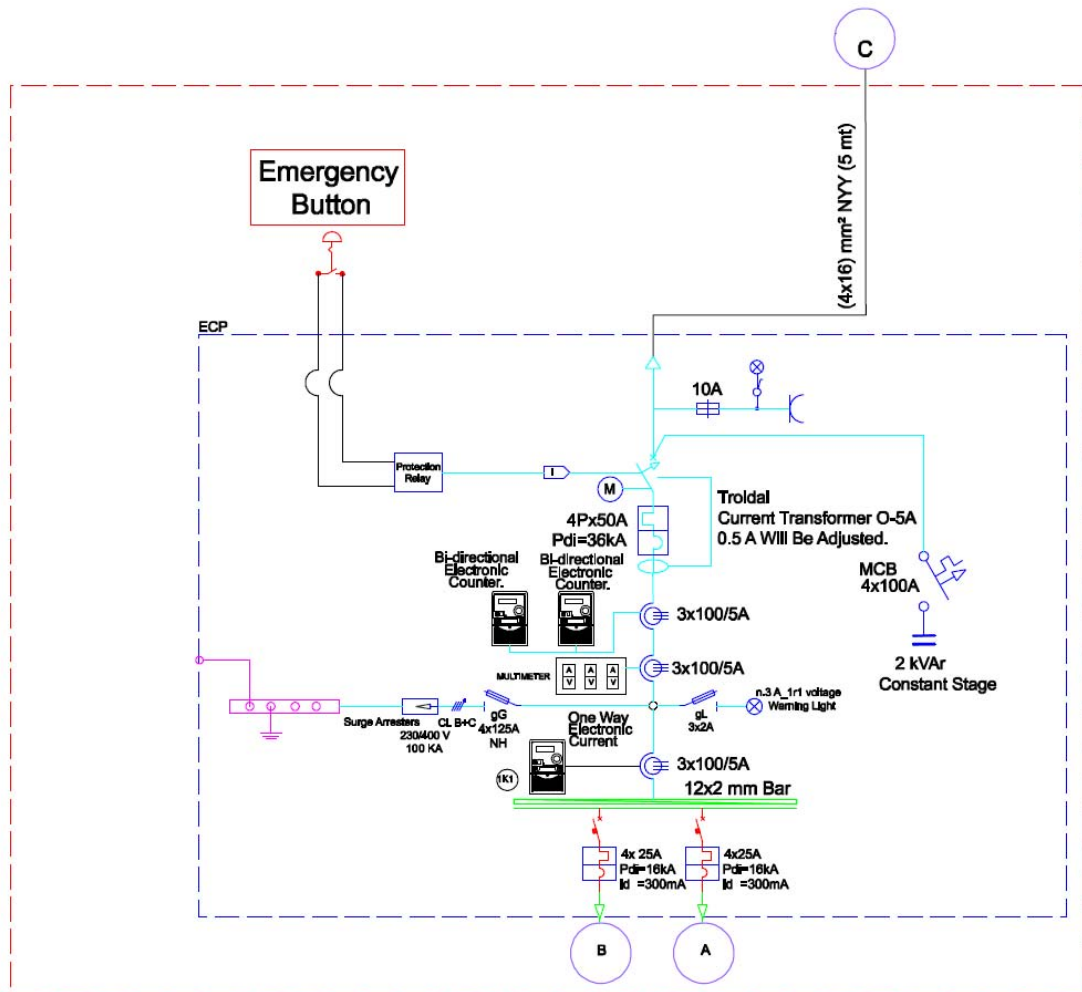 C
(4x16) mm² NYY (5 mt)
Emergency
Button
ECP
10A
Protection
Relay
I
M
4Px50A
Pdi=36kA
Troidal
Current Transformer O-5A
0.5 A Will Be Adjusted.
MCB
4x100A
2 kVAr
Constant Stage
Bi-directional
Electronic
Counter.
Bi-directional
Electronic
Counter.
3x100/5A
MULTIMETER
A
V
A
V
A
V
3x100/5A
Surge Arresters
230/400 V
100 KA
CL B+C
gG
4x125A
NH
One Way
Electronic
Current
gL
3x2A
n.3 A_1r1 voltage
Warning Light
1K1
3x100/5A
12x2 mm Bar
4x 25A
Pdi=16kA
Id =300mA
4x25A
Pdi=16kA
Id =300mA
B
A